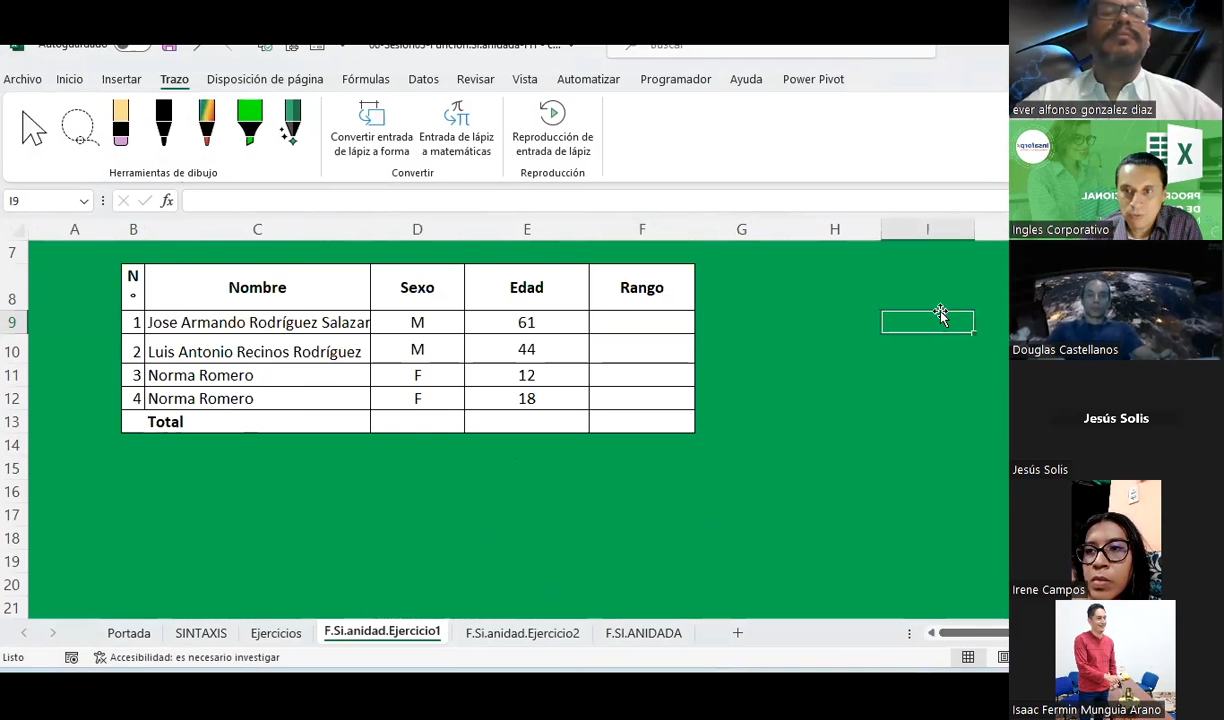 Autoguardado
Buscar
Archivo Inicio Insertar Trazo Disposición de página Fórmulas Datos Revisar Vista Automatizar Programador Ayuda Power Pivot
Convertir entrada de lápiz a forma
Entrada de lápiz a matemáticas
Reproducción de entrada de lápiz
Herramientas de dibujo Convertir Reproducción
I9 fx
A B C D E F G H I
7
8 N° Nombre Sexo Edad Rango
9 1 Jose Armando Rodríguez Salazar M 61
10 2 Luis Antonio Recinos Rodríguez M 44
11 3 Norma Romero F 12
12 4 Norma Romero F 18
13 Total
14
15
16
17
18
19
20
21
Portada SINTAXIS Ejercicios F.Si.anidad.Ejercicio1 F.Si.anidad.Ejercicio2 F.SI.ANIDADA
Listo Accesibilidad: es necesario investigar
ever alfonso gonzalez diaz
Insaforp
X
Ingles Corporativo
Douglas Castellanos
Jesús Solis
Jesús Solis
Irene Campos
Isaac Fermin Munguia Arano